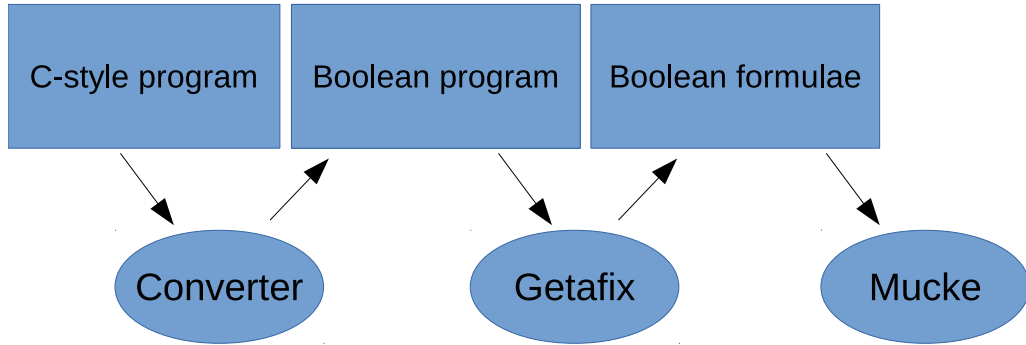 C-style program
Boolean program
Boolean formulae
Converter
Getafix
Mucke